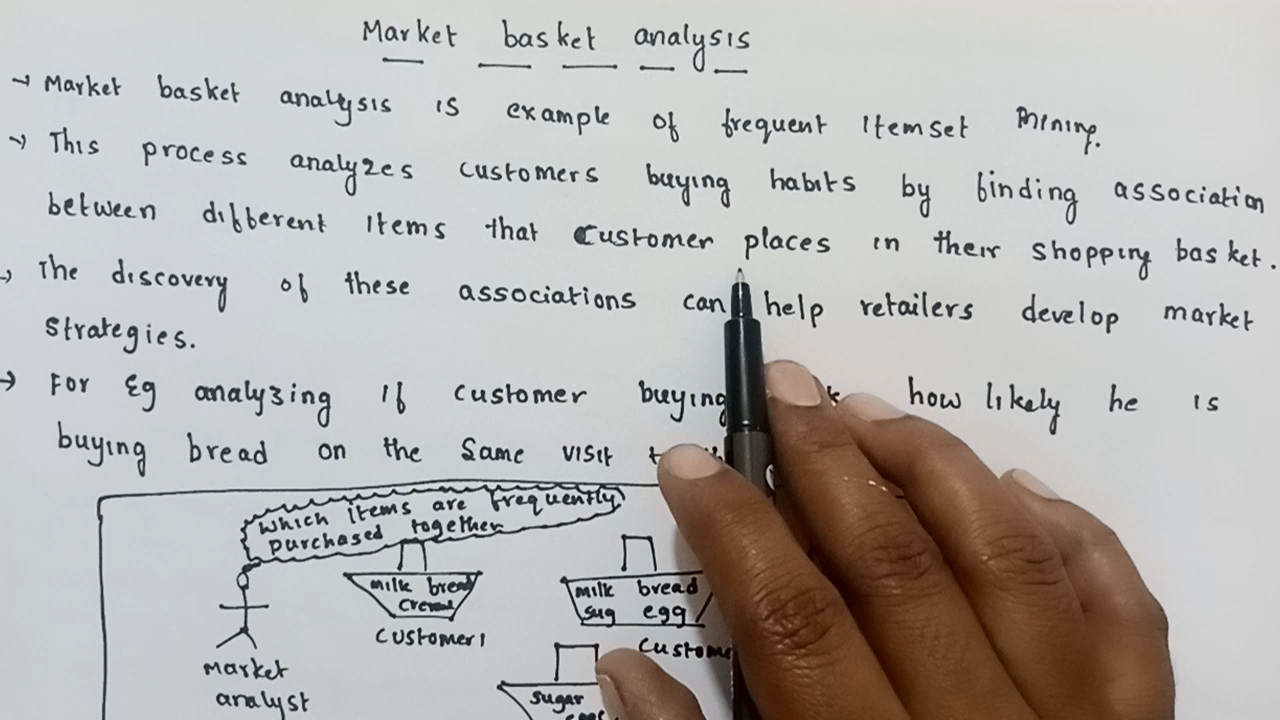 Market basket analysis
→ Market basket analysis is example of frequent itemset mining.
→ This process analyzes customers buying habits by finding association
between different items that customer places in their shopping basket.
→ The discovery of these associations can help retailers develop market
strategies.
→ For Eg analyzing if customer buying how likely he is
buying bread on the same visit
which items are frequently
purchased together
milk bread
milk bread
sug egg
customer 1
Market
analyst
sugar